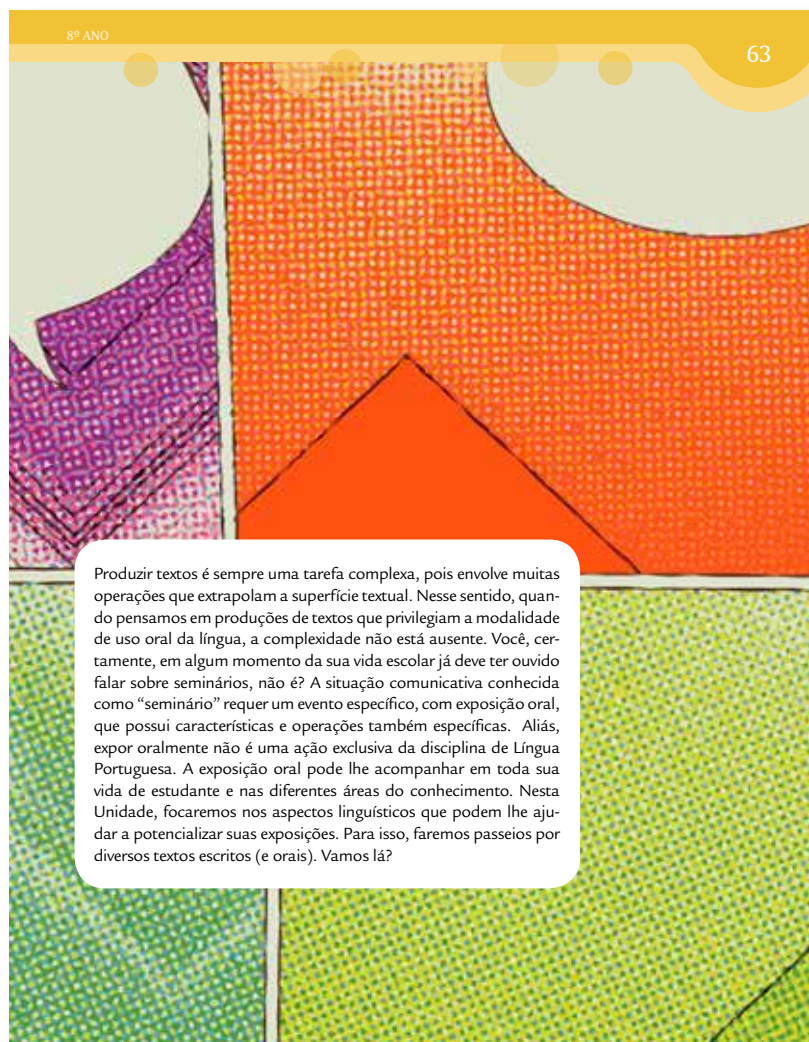 8º ANO
63
Produzir textos é sempre uma tarefa complexa, pois envolve muitas
operações que extrapolam a superfície textual. Nesse sentido, quan-
do pensamos em produções de textos que privilegiam a modalidade
de uso oral da língua, a complexidade não está ausente. Você, cer-
tamente, em algum momento da sua vida escolar já deve ter ouvido
falar sobre seminários, não é? A situação comunicativa conhecida
como “seminário” requer um evento específico, com exposição oral,
que possui características e operações também específicas. Aliás,
expor oralmente não é uma ação exclusiva da disciplina de Língua
Portuguesa. A exposição oral pode lhe acompanhar em toda sua
vida de estudante e nas diferentes áreas do conhecimento. Nesta
Unidade, focaremos nos aspectos linguísticos que podem lhe aju-
dar a potencializar suas exposições. Para isso, faremos passeios por
diversos textos escritos (e orais). Vamos lá?